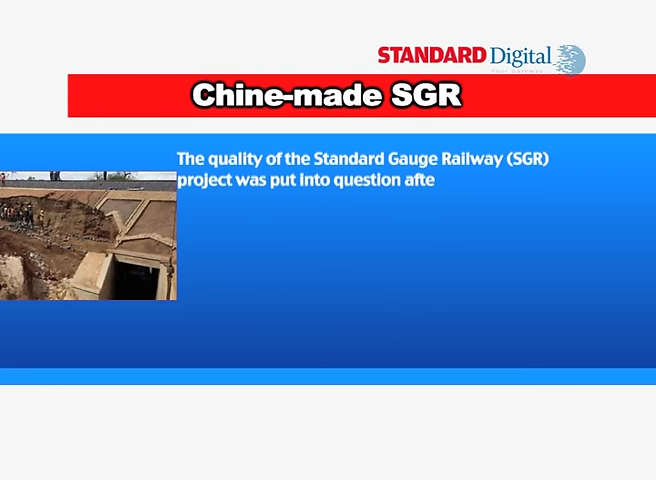 STANDARD Digital
Chine-made SGR
The quality of the Standard Gauge Railway (SGR)
project was put into question afte